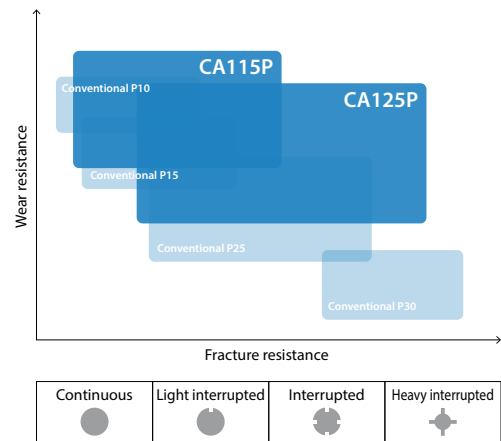 CA115P
Conventional P10
CA125P
Conventional P15
Conventional P25
Conventional P30
Wear resistance
Fracture resistance
Continuous
Light interrupted
Interrupted
Heavy interrupted